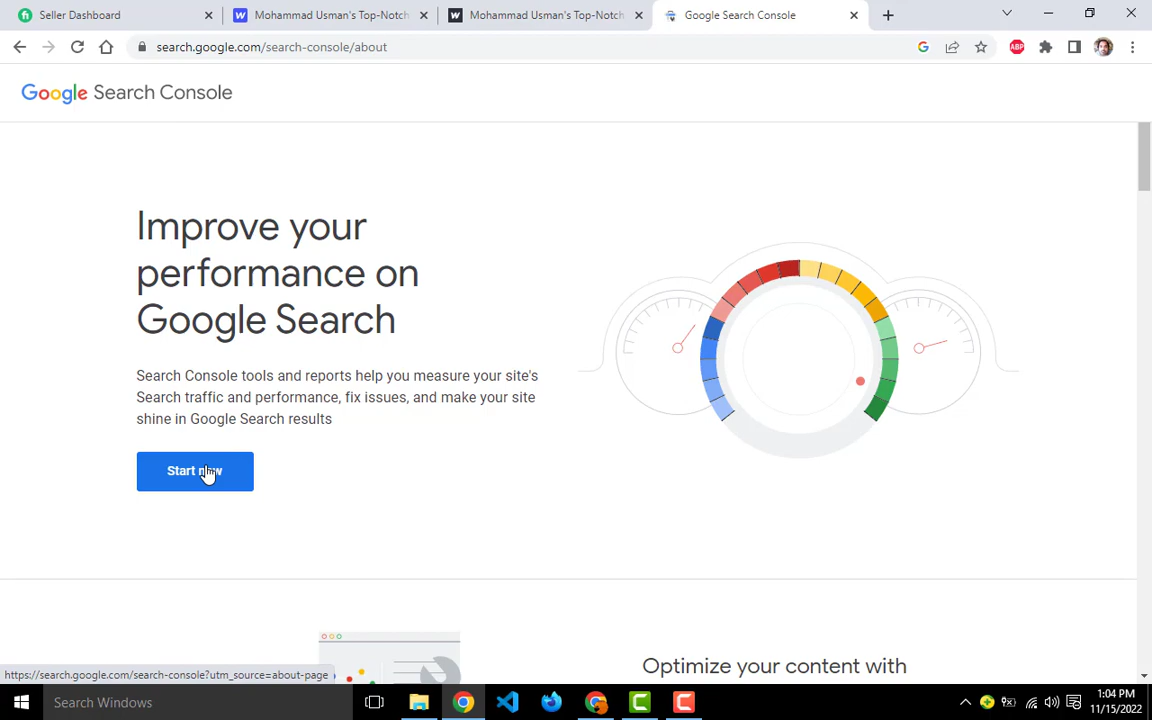 Seller Dashboard
Mohammad Usman's Top-Notch
Mohammad Usman's Top-Notch
Google Search Console
search.google.com/search-console/about
ABP
Google Search Console
Improve your
performance on
Google Search
Search Console tools and reports help you measure your site's
Search traffic and performance, fix issues, and make your site
shine in Google Search results
Start now
Optimize your content with
https://search.google.com/search-console?utm_source=about-page
Search Windows
1:04 PM
11/15/2022